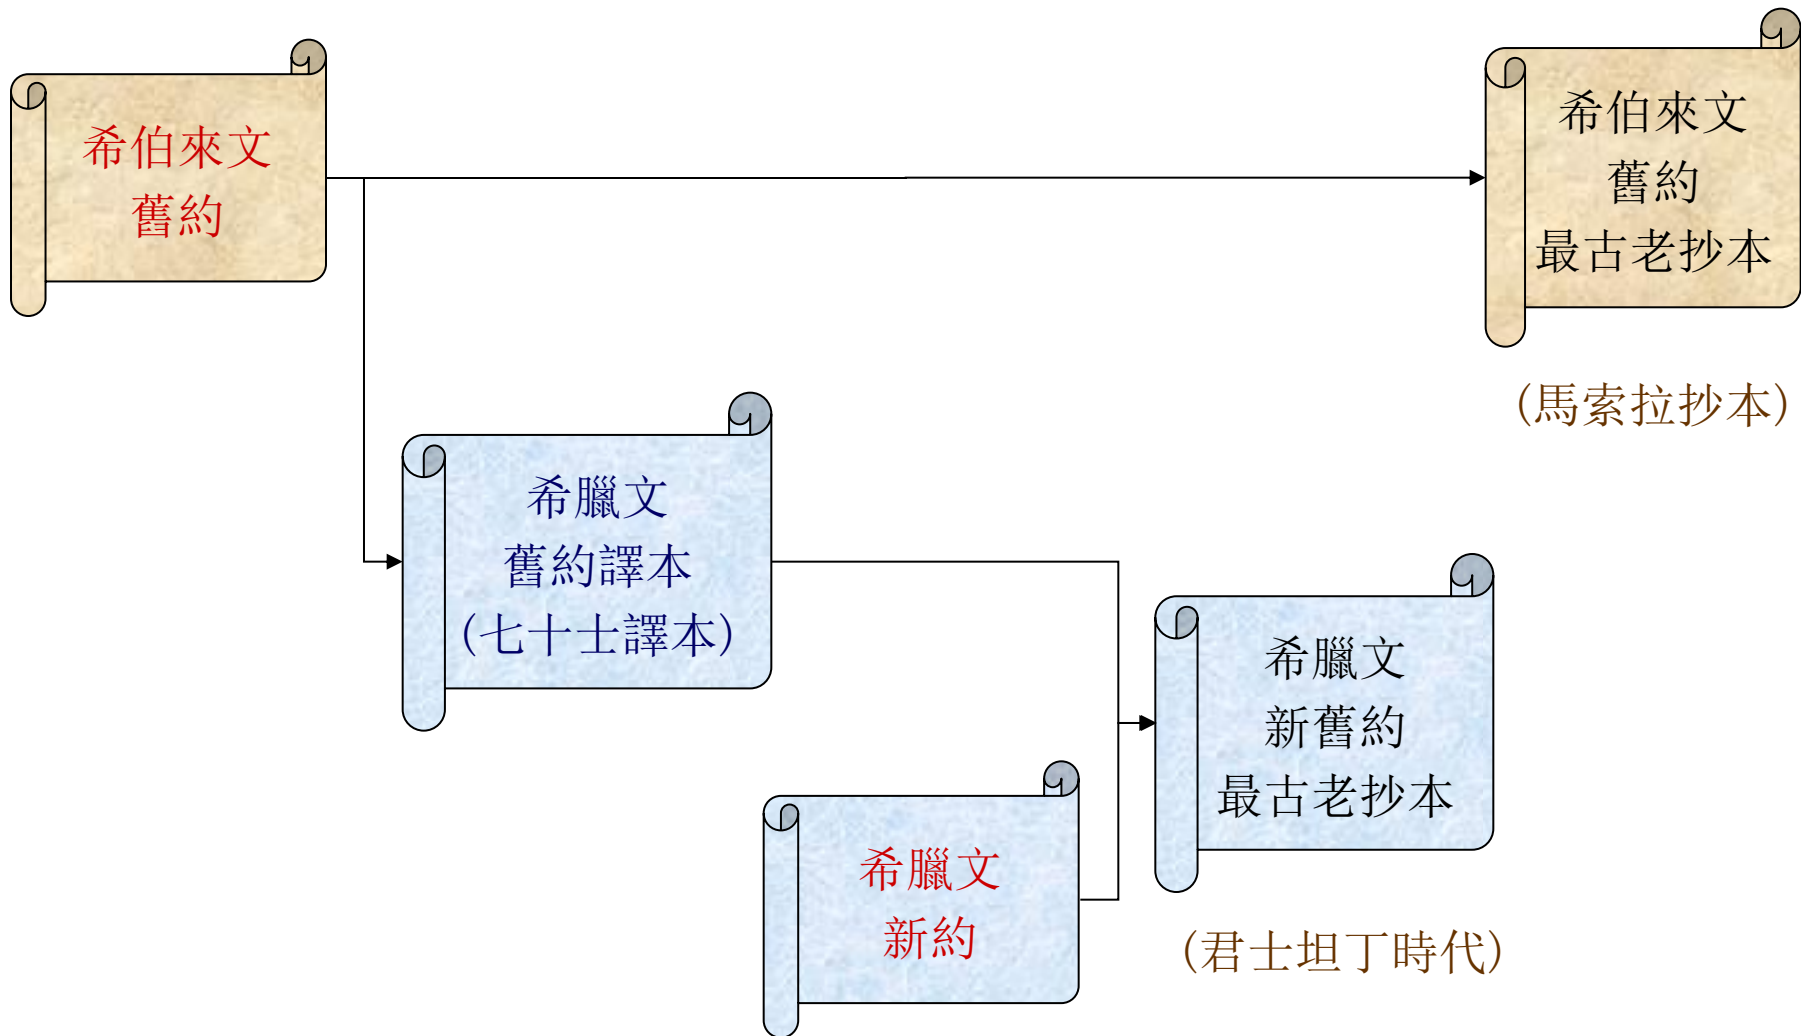 希伯來文
舊約
希伯來文
舊約
最古老抄本
(馬索拉抄本)
希臘文
舊約譯本
(七十士譯本)
希臘文
新舊約
最古老抄本
(君士坦丁時代)
希臘文
新約